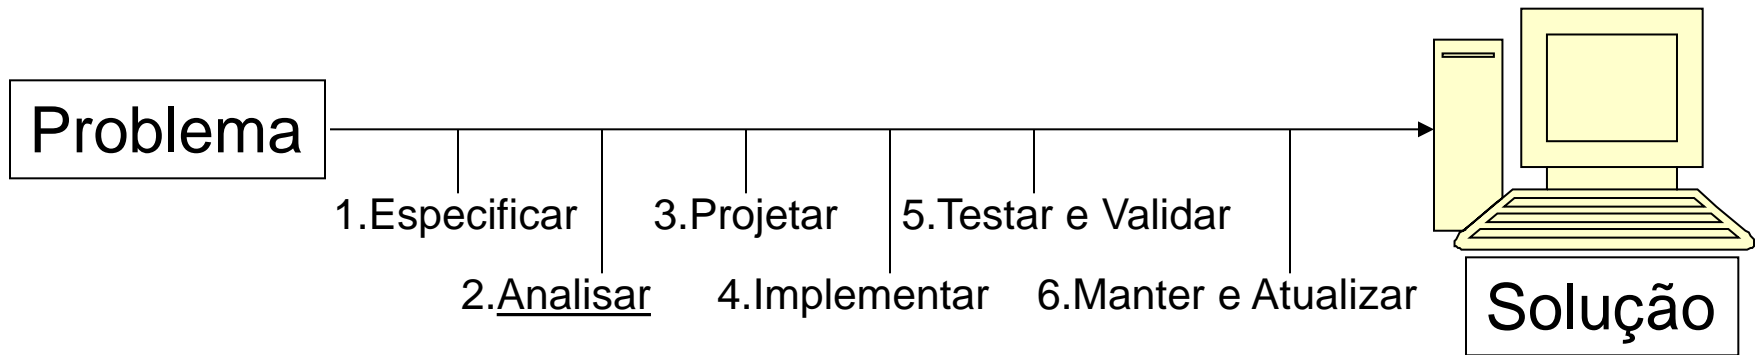 Problema
1.Especificar
3.Projetar
5.Testar e Validar
2.Analisar
4.Implementar
6.Manter e Atualizar
Solução